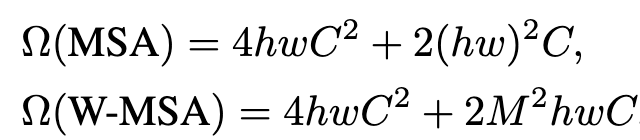 Ω(MSA) = 4hwC² + 2(hw)²C,
Ω(W-MSA) = 4hwC² + 2M²hwC